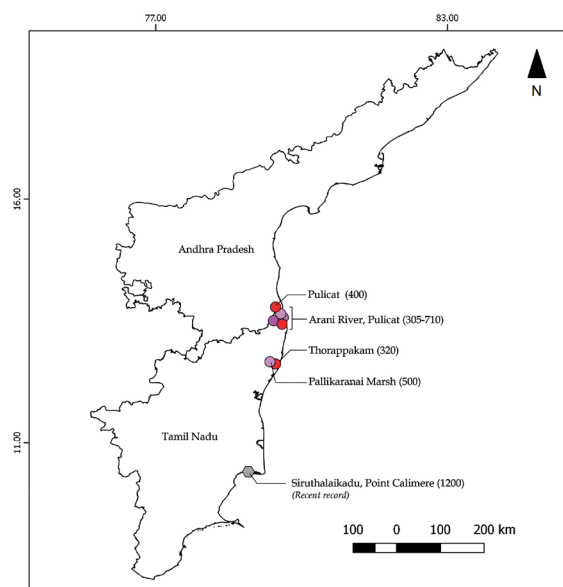 77.00
83.00
N
16.00
Andhra Pradesh
Pulicat (400)
Arani River, Pulicat (305-710)
Thorappakam (320)
Pallikaranai Marsh (500)
Tamil Nadu
11.00
Siruthalaikadu, Point Calimere (1200)
(Recent record)
100 0 100 200 km